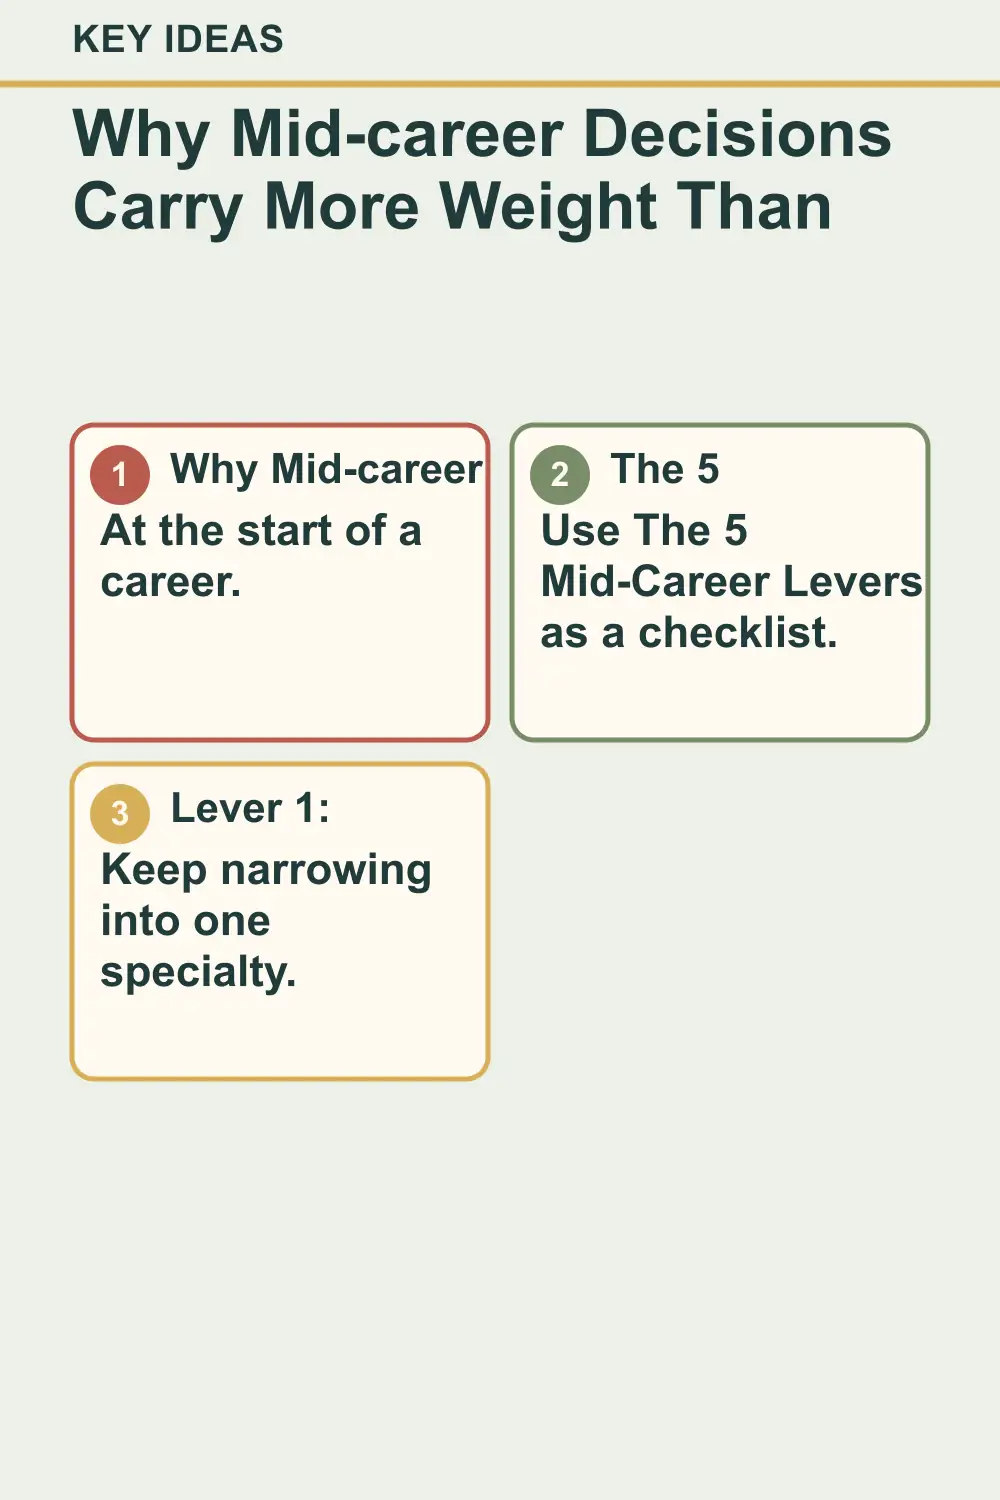 KEY IDEAS
Why Mid-career Decisions
Carry More Weight Than
1 Why Mid-career
At the start of a
career.
2 The 5
Use The 5
Mid-Career Levers
as a checklist.
3 Lever 1:
Keep narrowing
into one
specialty.